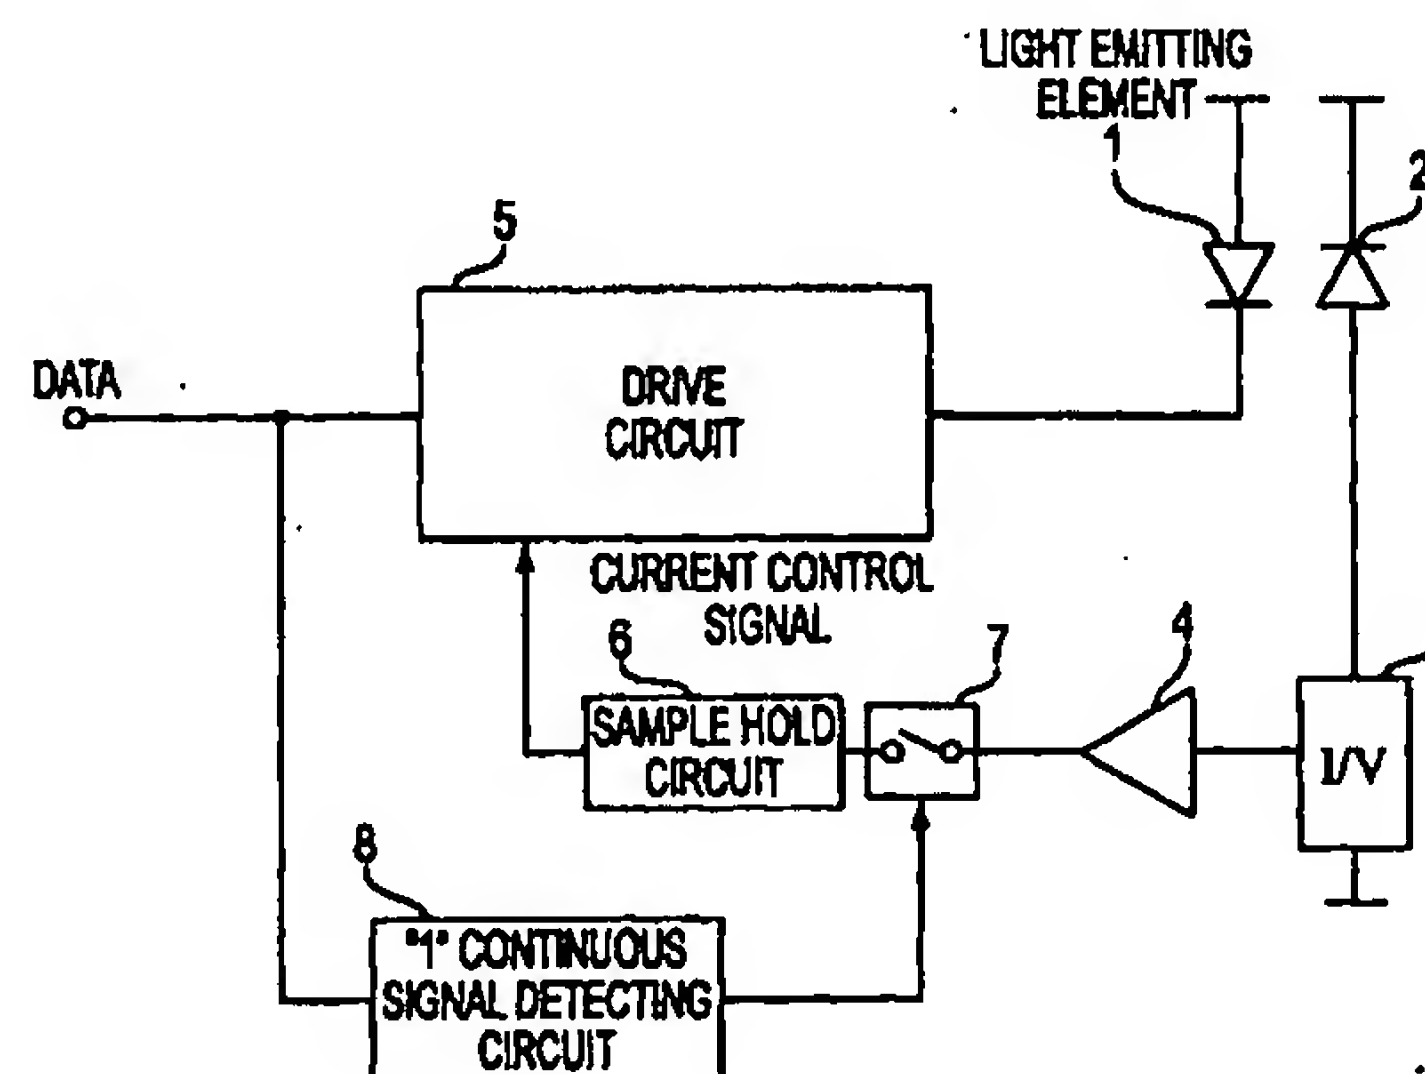 LIGHT EMITTING
ELEMENT
1
2
5
DATA
DRIVE
CIRCUIT
CURRENT CONTROL
SIGNAL
6
7
4
SAMPLE HOLD
CIRCUIT
I/V
8
"1" CONTINUOUS
SIGNAL DETECTING
CIRCUIT